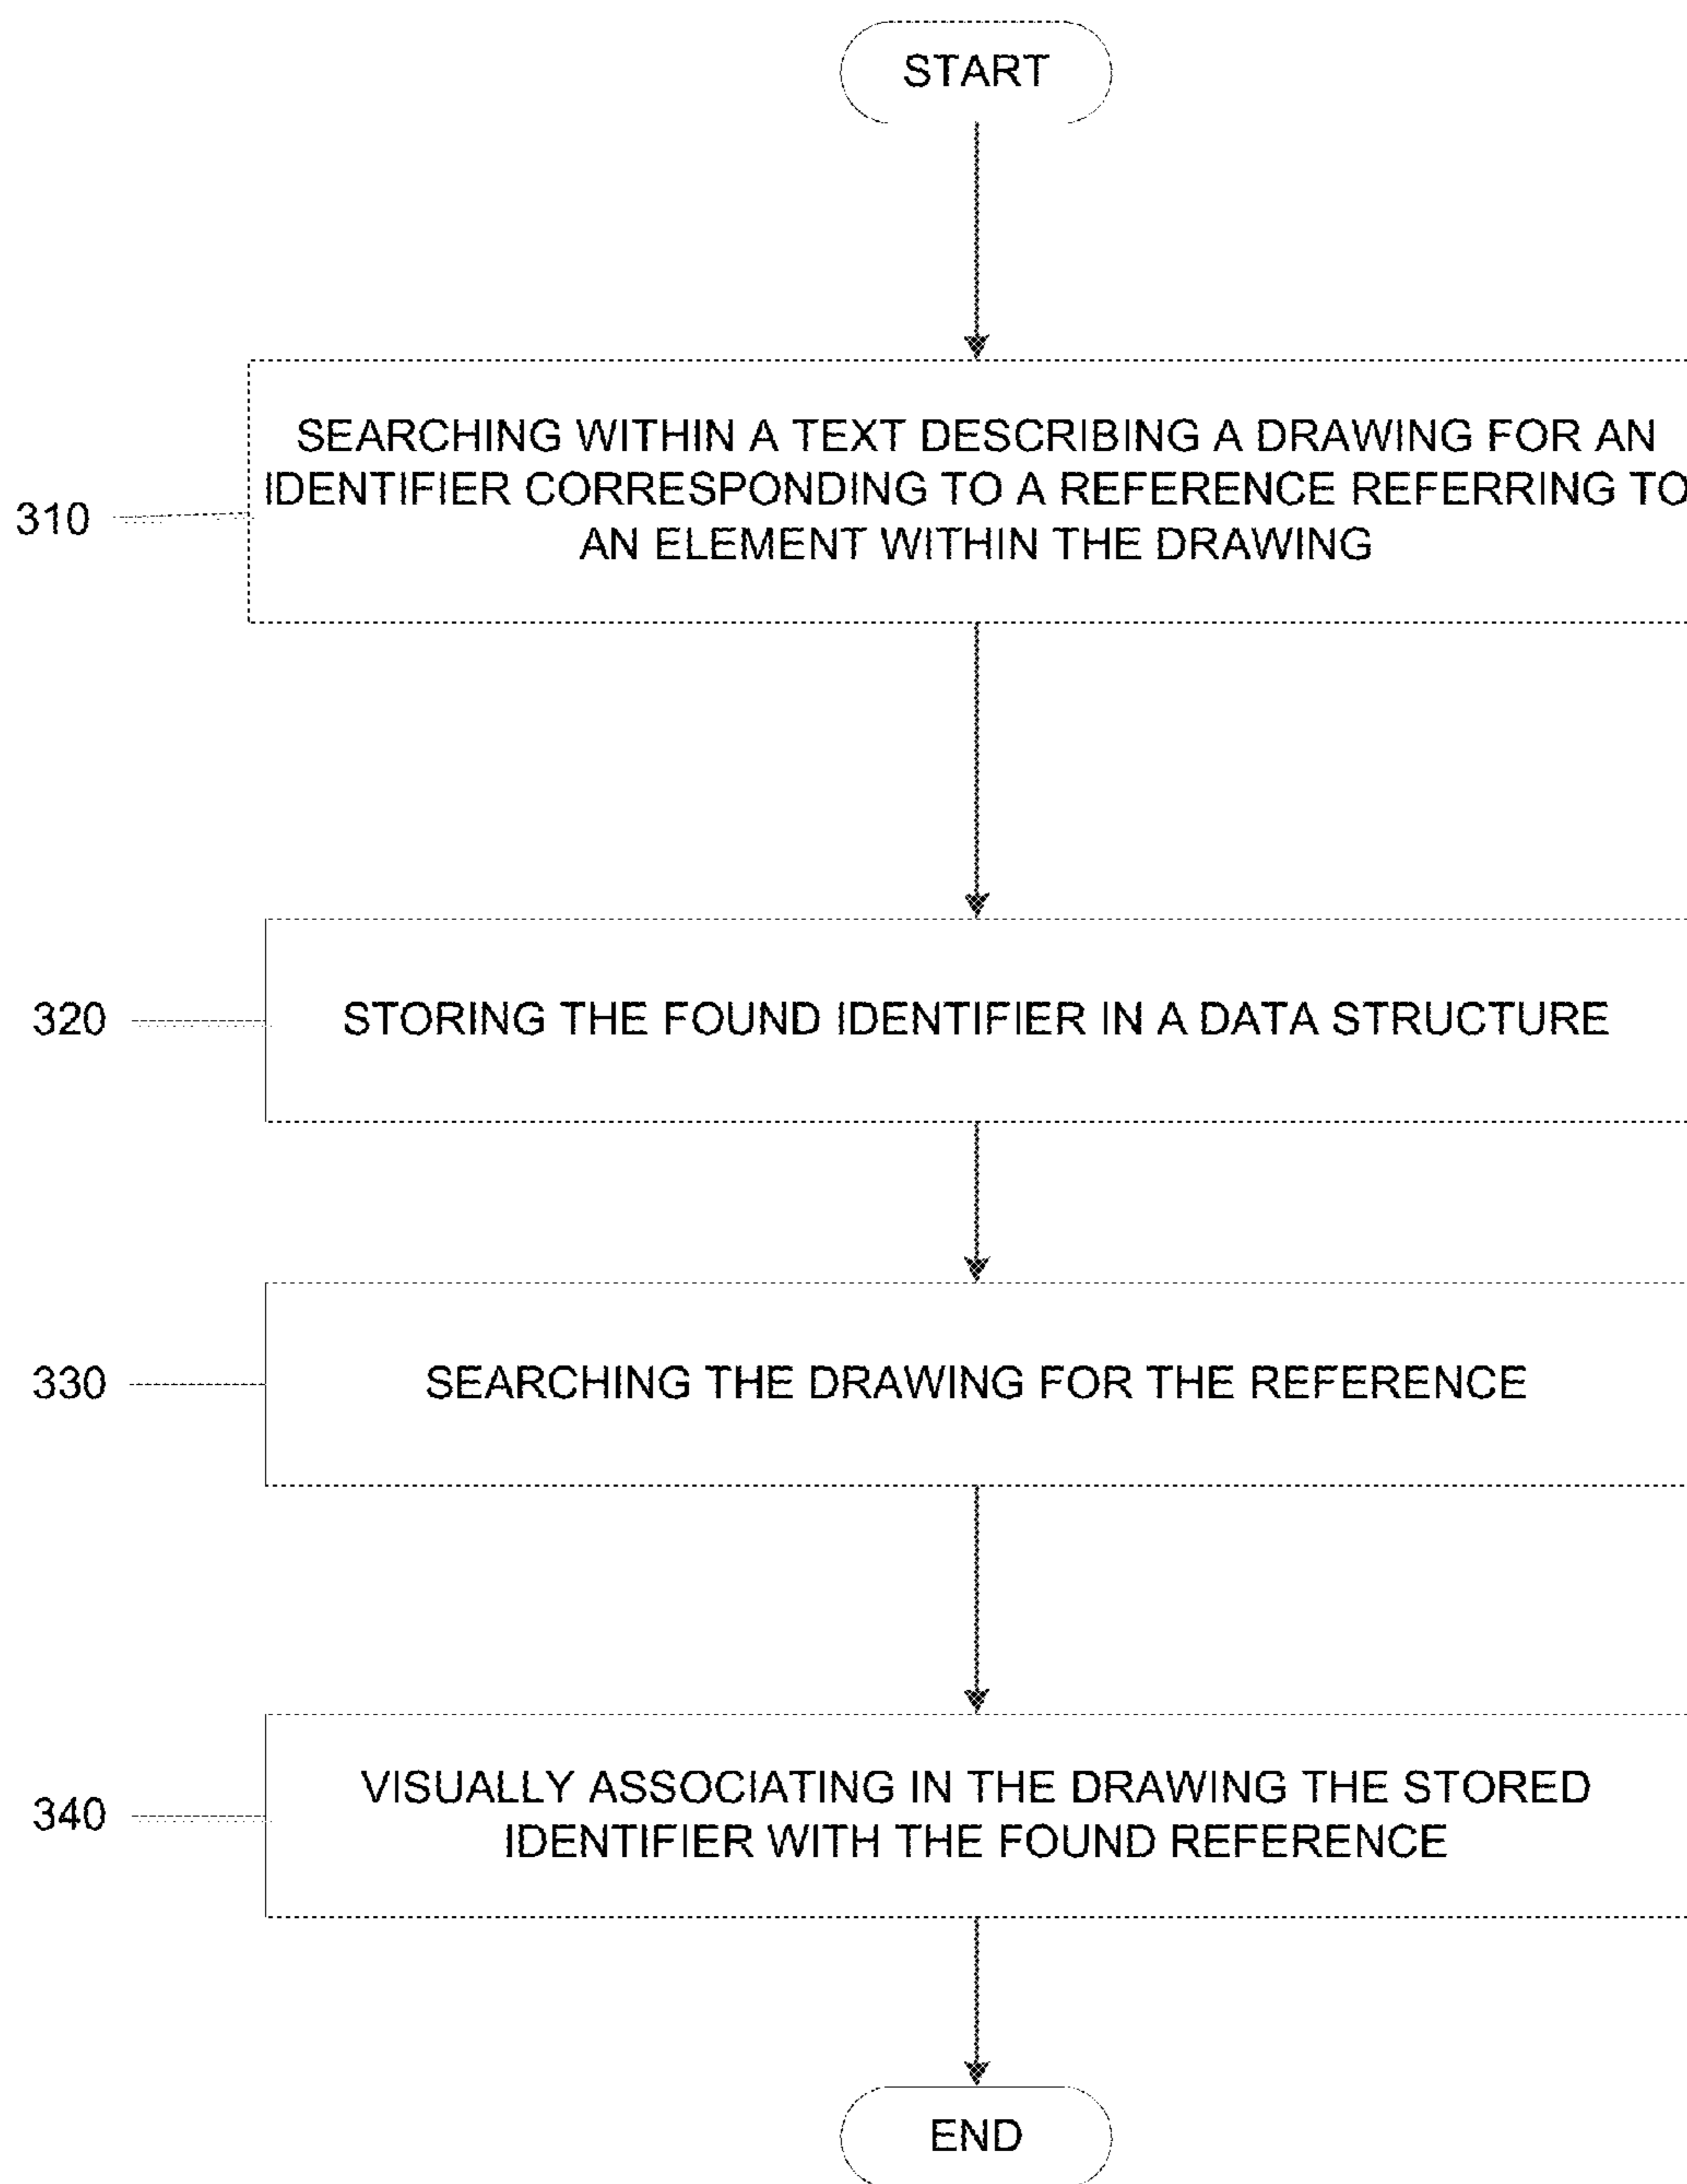 START
SEARCHING WITHIN A TEXT DESCRIBING A DRAWING FOR AN
IDENTIFIER CORRESPONDING TO A REFERENCE REFERRING TO
AN ELEMENT WITHIN THE DRAWING
310
320
STORING THE FOUND IDENTIFIER IN A DATA STRUCTURE
330
SEARCHING THE DRAWING FOR THE REFERENCE
340
VISUALLY ASSOCIATING IN THE DRAWING THE STORED
IDENTIFIER WITH THE FOUND REFERENCE
END